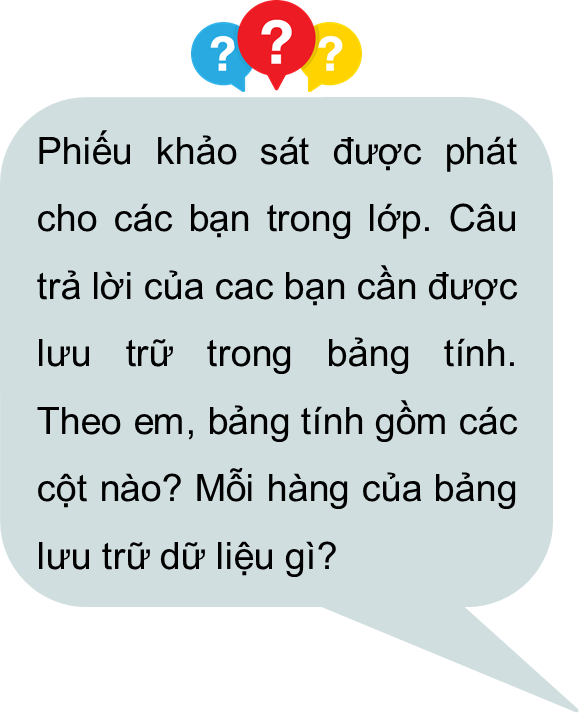 ? ? ?
Phiếu khảo sát được phát
cho các bạn trong lớp. Câu
trả lời của cac bạn cần được
lưu trữ trong bảng tính.
Theo em, bảng tính gồm các
cột nào? Mỗi hàng của bảng
lưu trữ dữ liệu gì?